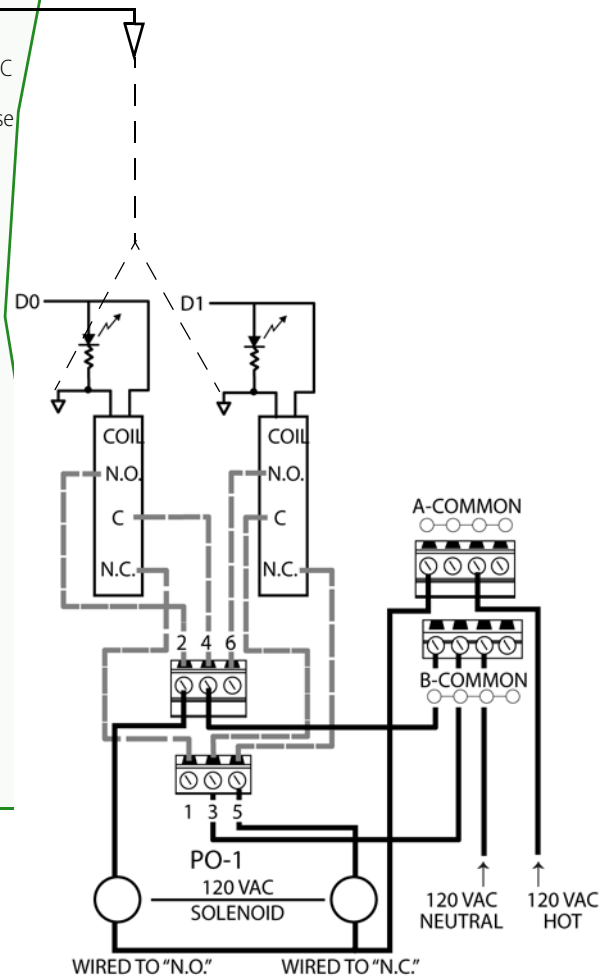 C
se
D0
D1
COIL
COIL
N.O.
N.O.
C
C
A-COMMON
N.C.
N.C.
2 4 6
B-COMMON
1 3 5
PO-1
120 VAC
SOLENOID
120 VAC
NEUTRAL
120 VAC
HOT
WIRED TO “N.O.”
WIRED TO “N.C.”